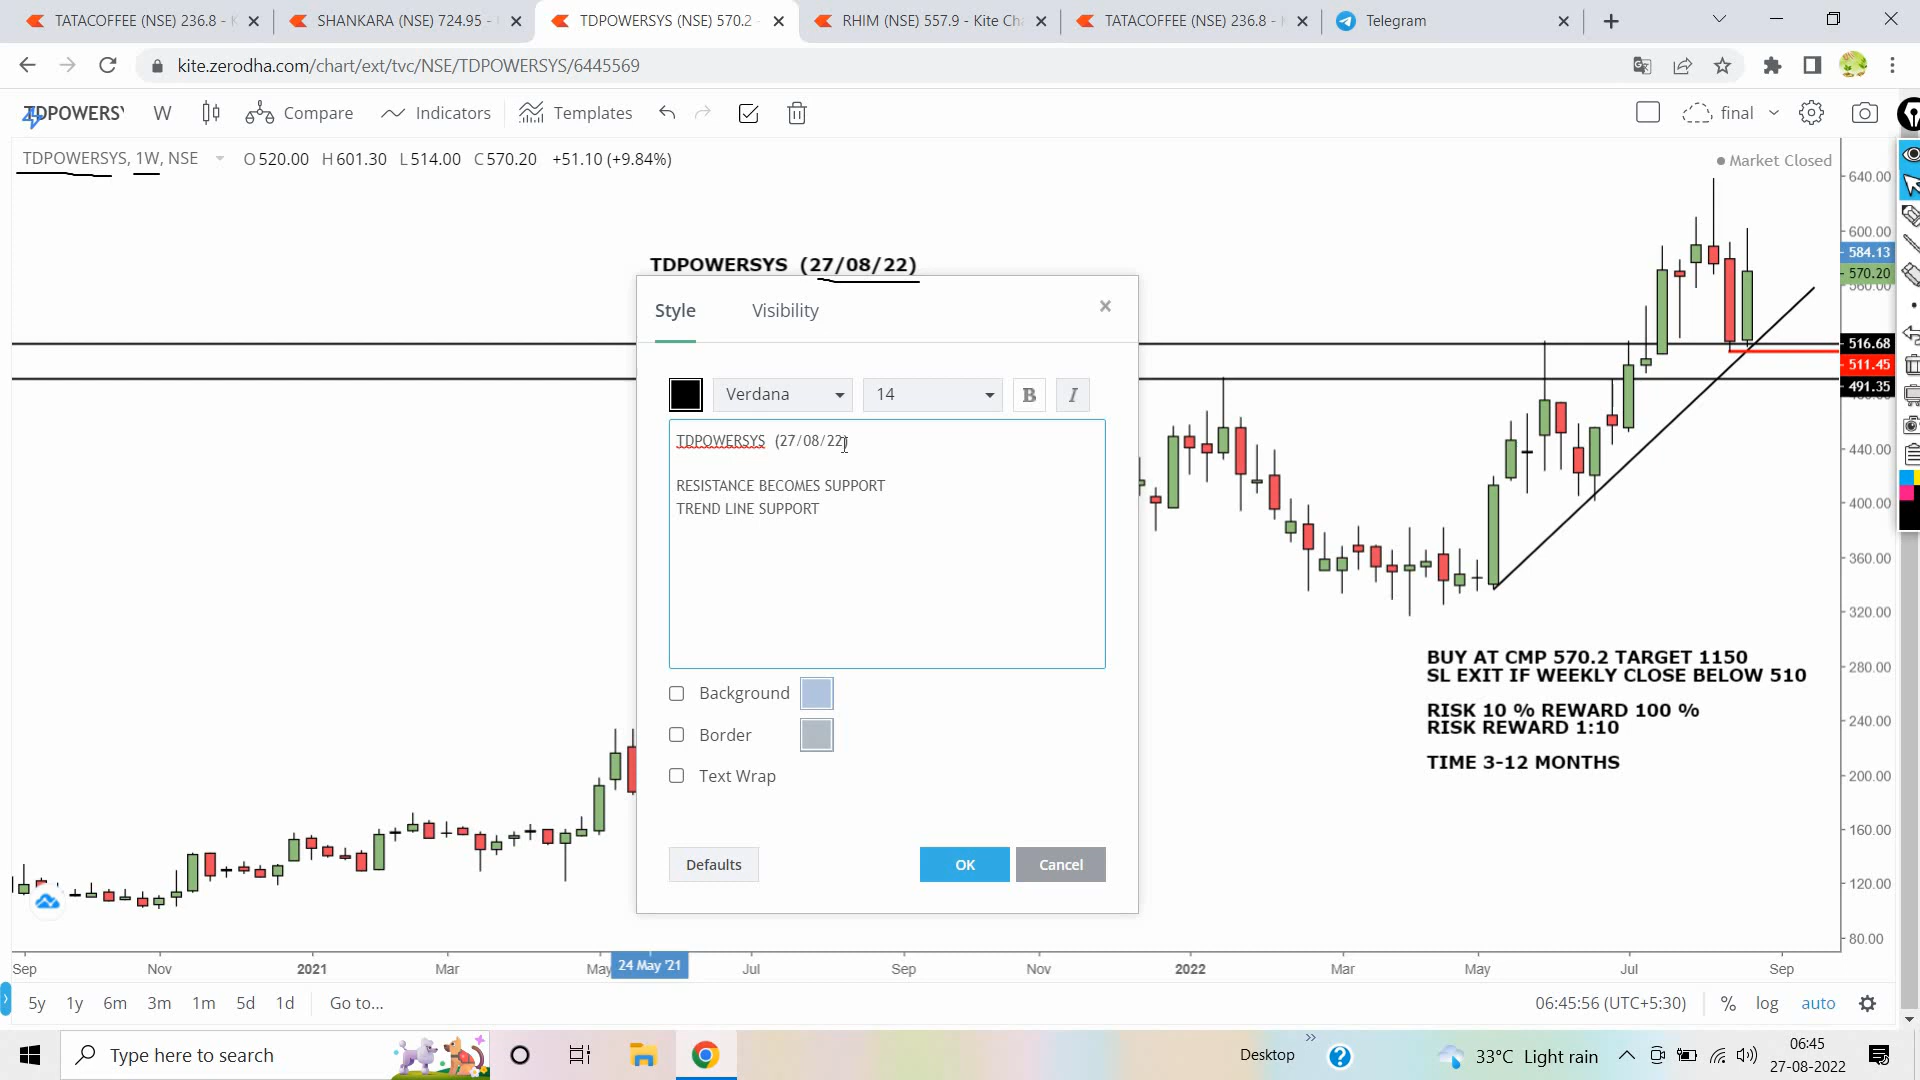 TATACOFFEE (NSE) 236.8 - K
SHANKARA (NSE) 724.95 -
TDPOWERSYS (NSE) 570.2 -
RHIM (NSE) 557.9 - Kite Cha
TATACOFFEE (NSE) 236.8 -
Telegram
kite.zerodha.com/chart/ext/tvc/NSE/TDPOWERSYS/6445569
TDPOWERSY
W
Compare
Indicators
Templates
final
TDPOWERSYS, 1W, NSE
O 520.00 H 601.30 L 514.00 C 570.20 +51.10 (+9.84%)
Market Closed
TDPOWERSYS (27/08/22)
Style
Visibility
Verdana
14
B
I
TDPOWERSYS (27/08/22)
RESISTANCE BECOMES SUPPORT
TREND LINE SUPPORT
Background
Border
Text Wrap
Defaults
OK
Cancel
BUY AT CMP 570.2 TARGET 1150
SL EXIT IF WEEKLY CLOSE BELOW 510
RISK 10 % REWARD 100 %
RISK REWARD 1:10
TIME 3-12 MONTHS
640.00
600.00
584.13
570.20
560.00
516.68
511.45
491.35
440.00
400.00
360.00
320.00
280.00
240.00
200.00
160.00
120.00
80.00
Sep
Nov
2021
Mar
May
24 May '21
Jul
Sep
Nov
2022
Mar
May
Jul
Sep
5y
1y
6m
3m
1m
5d
1d
Go to...
06:45:56 (UTC+5:30)
%
log
auto
Type here to search
Desktop
33°C Light rain
06:45
27-08-2022